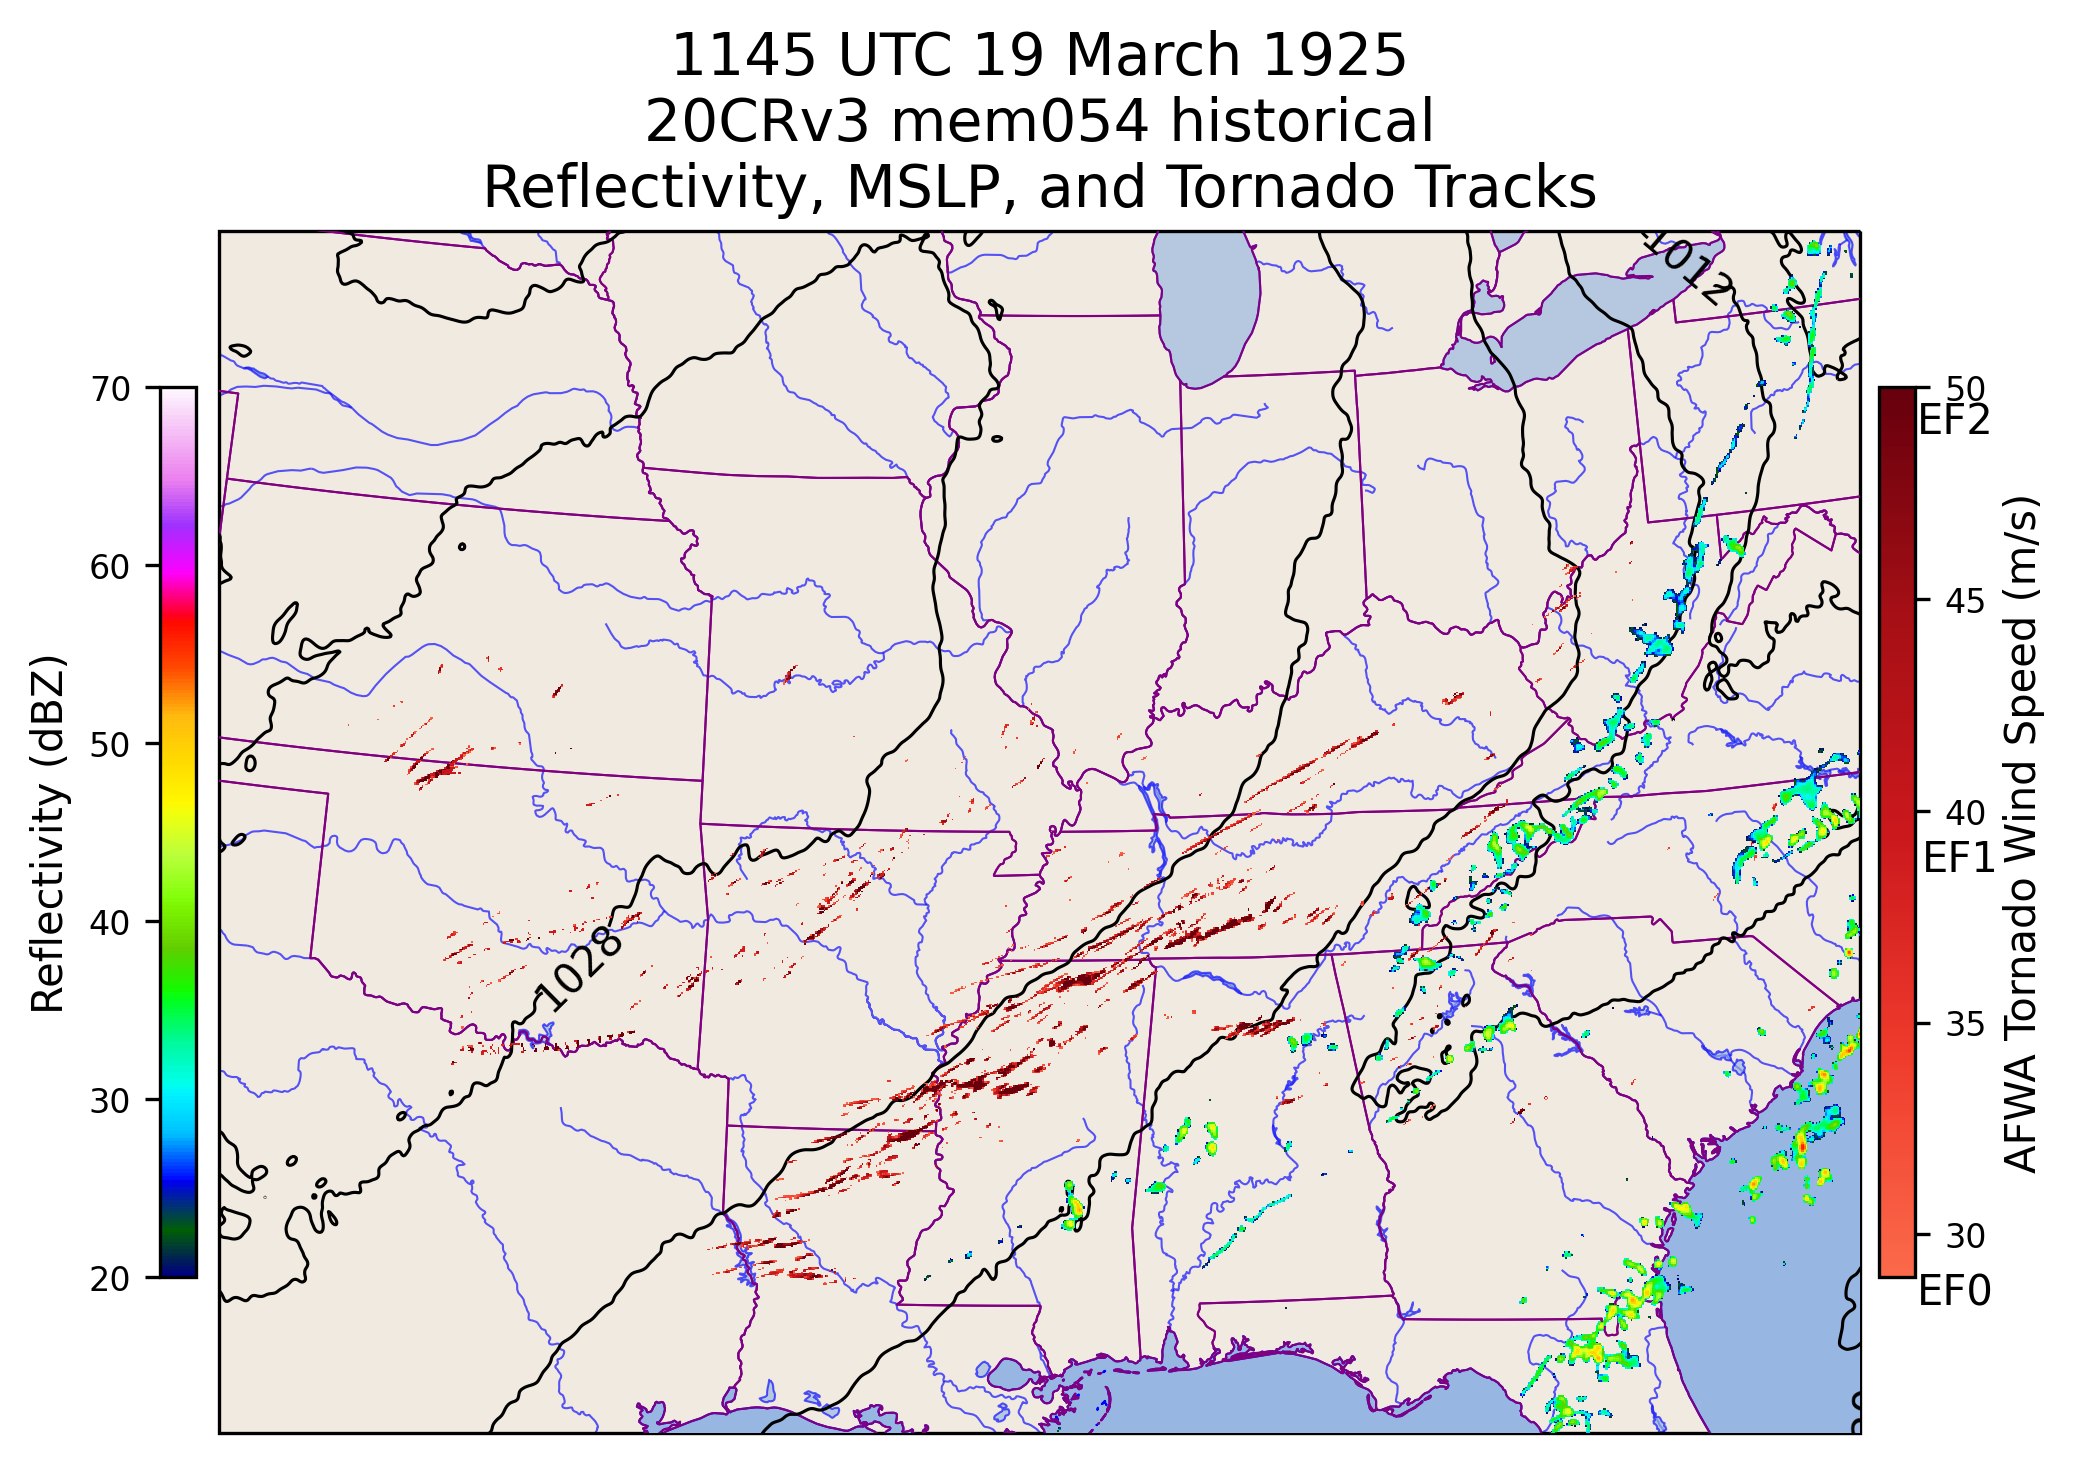 1145 UTC 19 March 1925
20CRv3 mem054 historical
Reflectivity, MSLP, and Tornado Tracks
1012
1028
70
60
50
40
30
20
Reflectivity (dBZ)
50
EF2
45
40
EF1
35
30
EF0
AFWA Tornado Wind Speed (m/s)